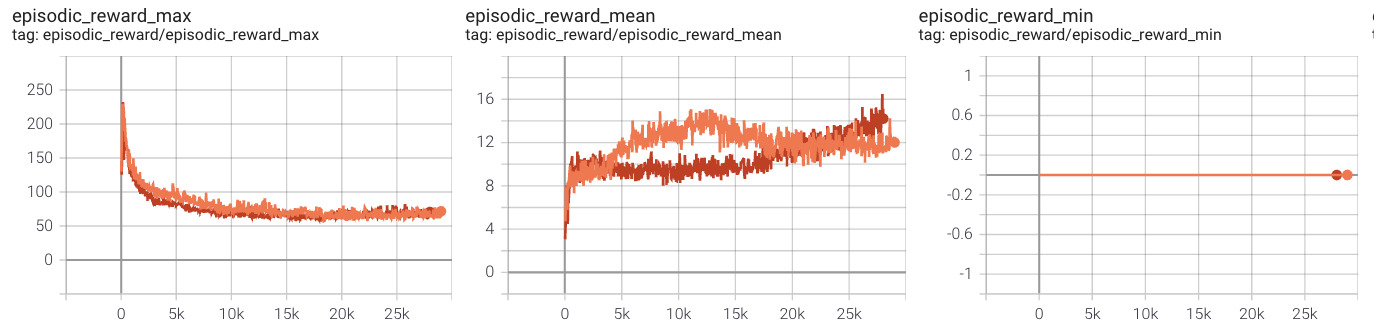 episodic_reward_max
tag: episodic_reward/episodic_reward_max
250
200
150
100
50
0
0 5k 10k 15k 20k 25k
episodic_reward_mean
tag: episodic_reward/episodic_reward_mean
16
12
8
4
0
0 5k 10k 15k 20k 25k
episodic_reward_min
tag: episodic_reward/episodic_reward_min
1
0.6
0.2
-0.2
-0.6
-1
0 5k 10k 15k 20k 25k